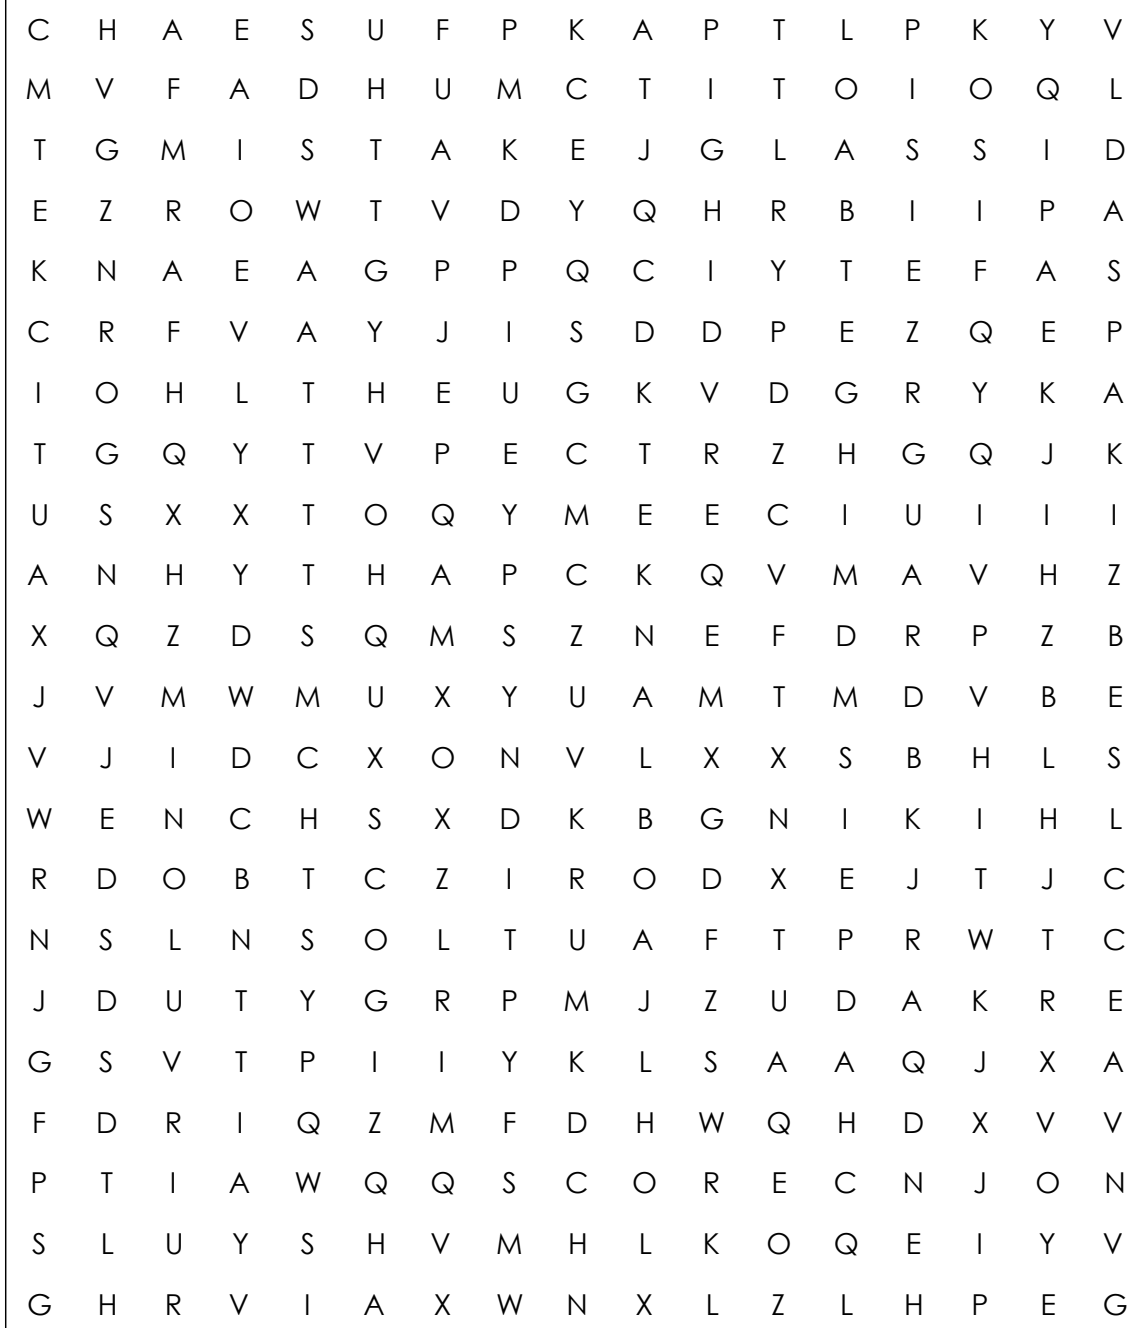 C H A E S U F P K A P T L P K Y V
M V F A D H U M C T I T O I O Q L
T G M I S T A K E J G L A S S I D
E Z R O W T V D Y Q H R B I I P A
K N A E A G P P Q C I Y T E F A S
C R F V A Y J I S D D P E Z Q E P
I O H L T H E U G K V D G R Y K A
T G Q Y T V P E C T R Z H G Q J K
U S X X T O Q Y M E E C I U I I I
A N H Y T H A P C K Q V M A V H Z
X Q Z D S Q M S Z N E F D R P Z B
J V M W M U X Y U A M T M D V B E
V J I D C X O N V L X X S B H L S
W E N C H S X D K B G N I K I H L
R D O B T C Z I R O D X E J T J C
N S L N S O L T U A F T P R W T C
J D U T Y G R P M J Z U D A K R E
G S V T P I I Y K L S A A Q J X A
F D R I Q Z M F D H W Q H D X V V
P T I A W Q Q S C O R E C N J O N
S L U Y S H V M H L K O Q E I Y V
G H R V I A X W N X L Z L H P E G